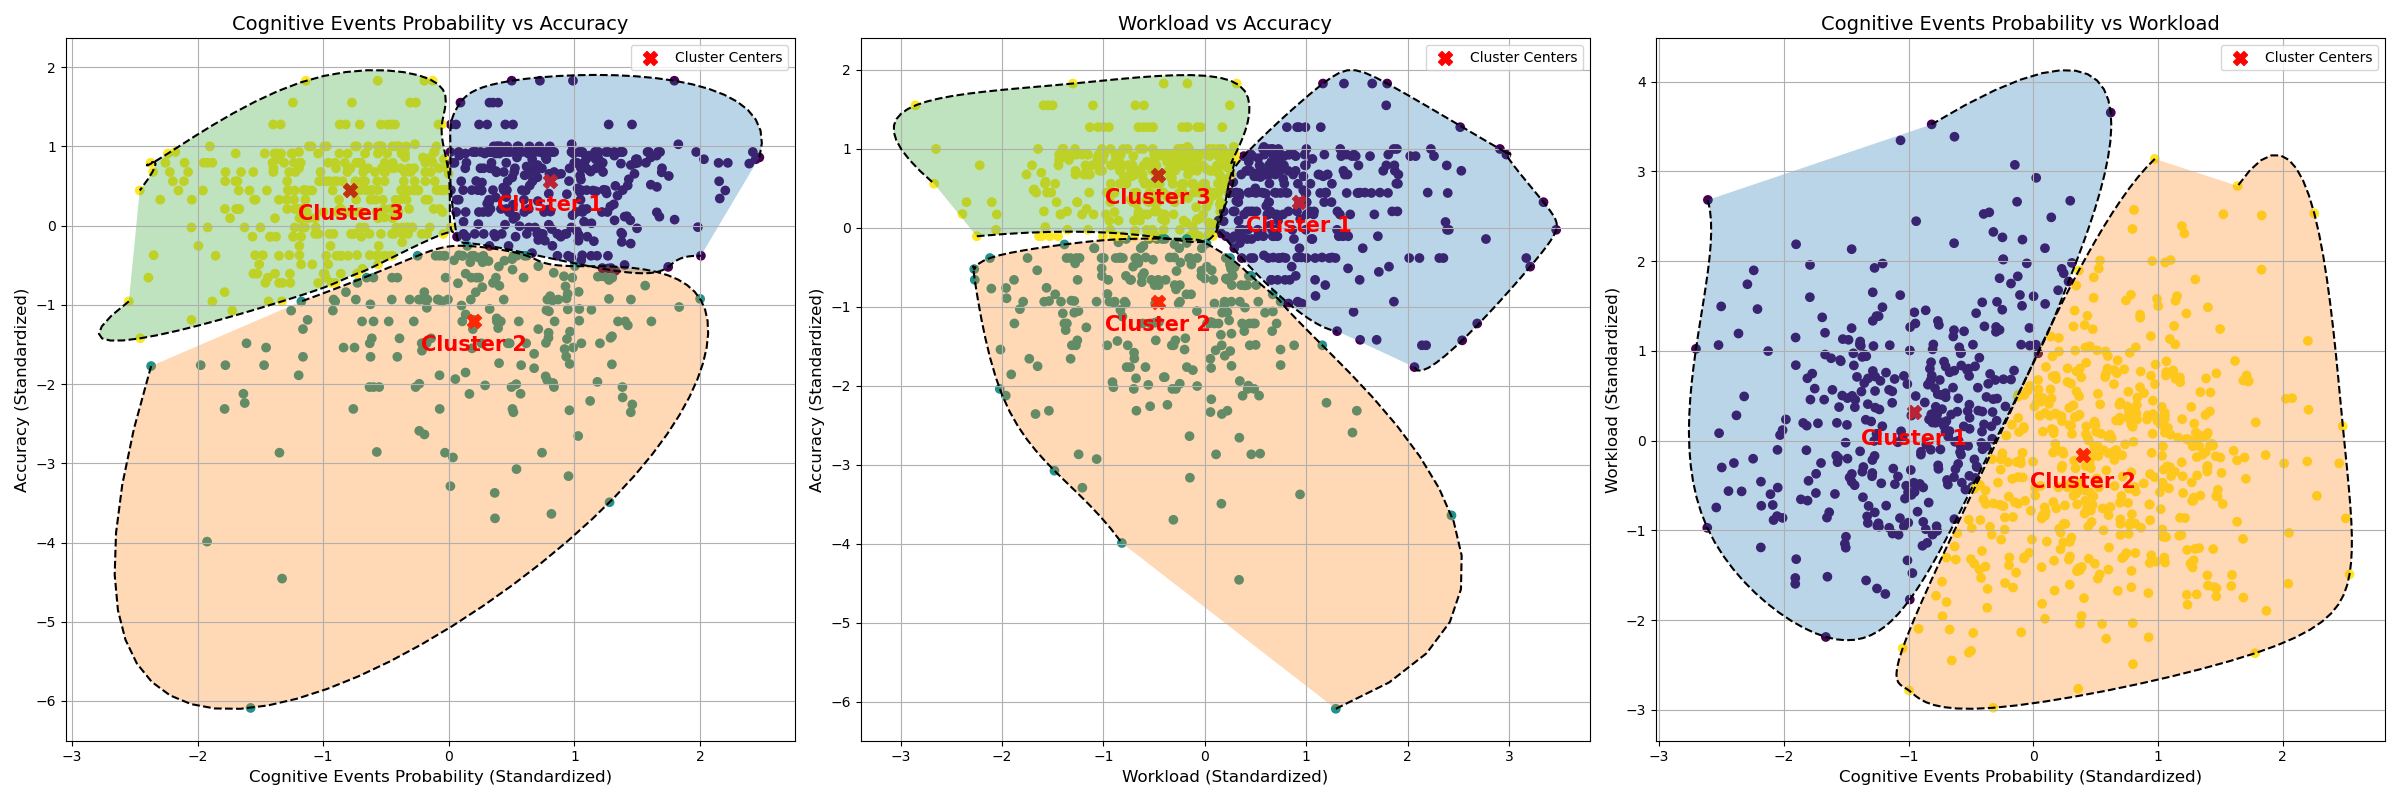 Cognitive Events Probability vs Accuracy
Cluster Centers
Cluster 3
Cluster 1
Cluster 2
2
1
0
−1
−2
−3
−4
−5
−6
Accuracy (Standardized)
−3
−2
−1
0
1
2
Cognitive Events Probability (Standardized)
Workload vs Accuracy
Cluster Centers
Cluster 3
Cluster 1
Cluster 2
2
1
0
−1
−2
−3
−4
−5
−6
Accuracy (Standardized)
−3
−2
−1
0
1
2
3
Workload (Standardized)
Cognitive Events Probability vs Workload
Cluster Centers
Cluster 1
Cluster 2
4
3
2
1
0
−1
−2
−3
Workload (Standardized)
−3
−2
−1
0
1
2
Cognitive Events Probability (Standardized)